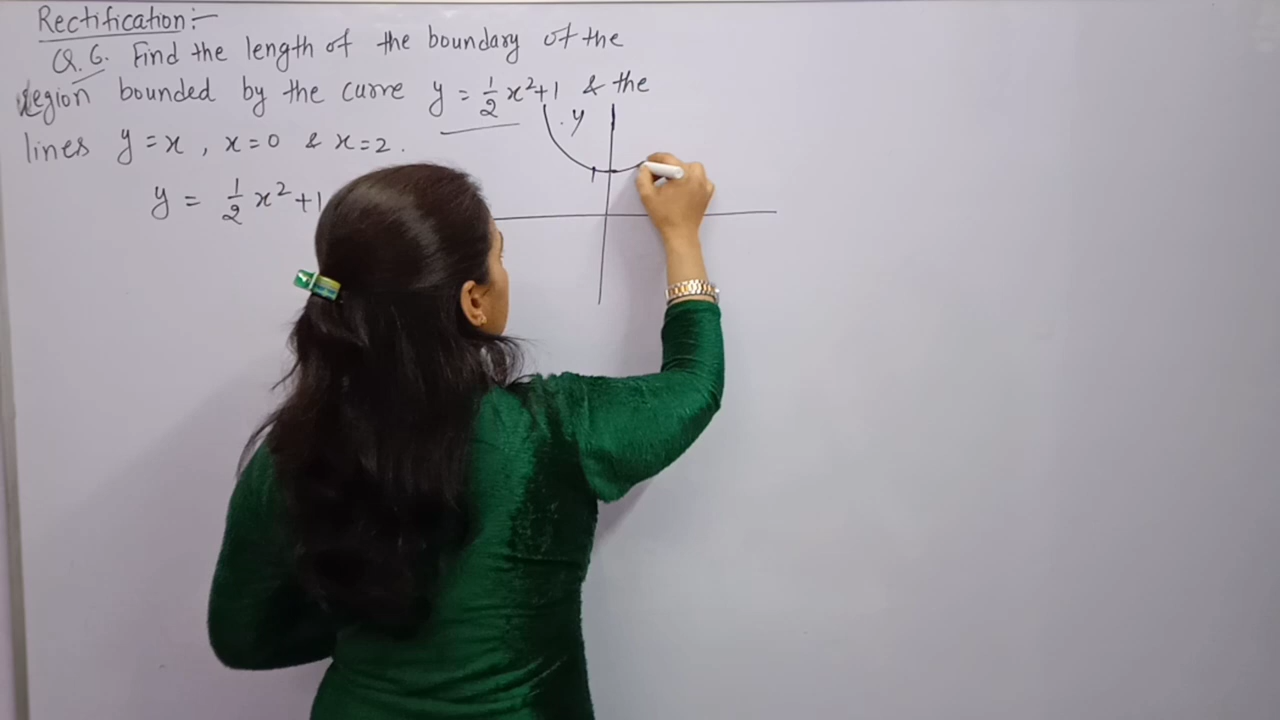 Rectification :-
Q. 6. Find the length of the boundary of the
region bounded by the curve y = 1/2 x² + 1 & the
lines y = x , x = 0 & x = 2 .
y
y = 1/2 x² + 1